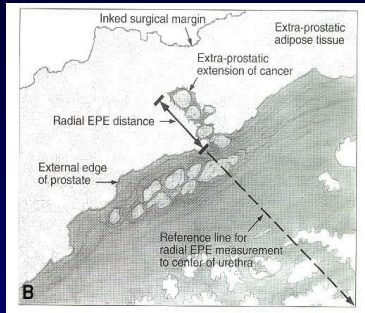 Inked surgical margin
Extra-prostatic
adipose tissue
Extra-prostatic
extension of cancer
Radial EPE distance
External edge
of prostate
Reference line for
radial EPE measurement
to center of urethra
B